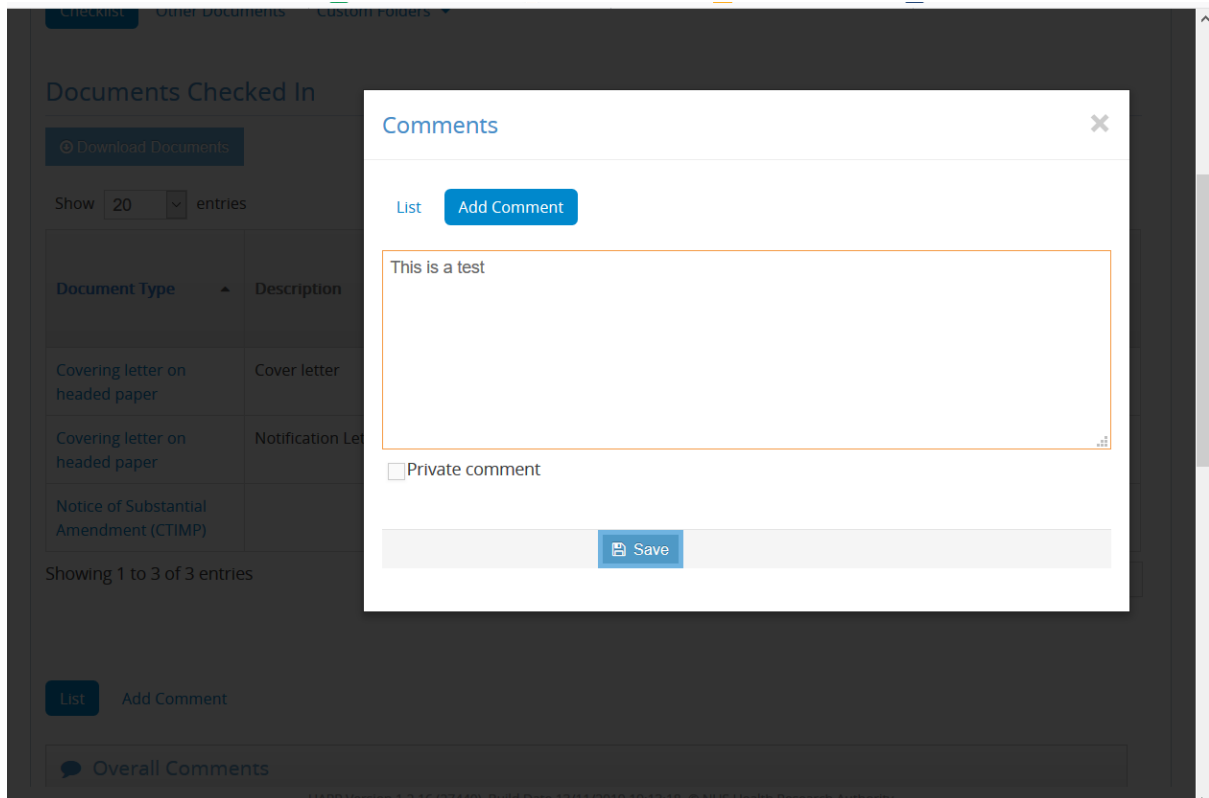 Checklist Other Documents Custom Folders
Documents Checked In
Download Documents
Show 20 entries
Document Type Description
Covering letter on
headed paper
Cover letter
Covering letter on
headed paper
Notification Let
Notice of Substantial
Amendment (CTIMP)
Showing 1 to 3 of 3 entries
List Add Comment
Overall Comments
Comments
List Add Comment
This is a test
Private comment
Save